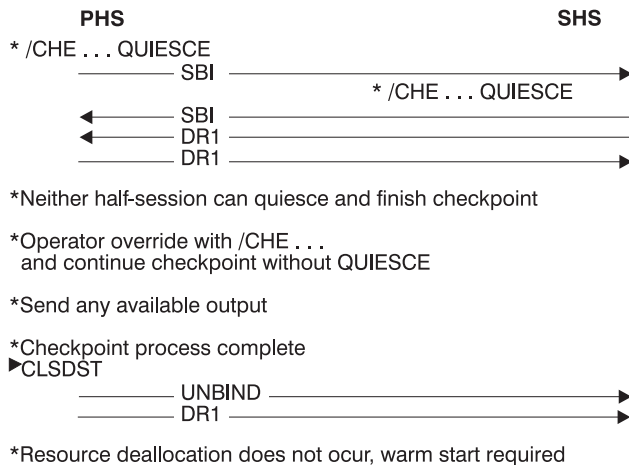 PHS SHS
* /CHE . . . QUIESCE
SBI
* /CHE . . . QUIESCE
SBI
DR1
DR1
*Neither half-session can quiesce and finish checkpoint
*Operator override with /CHE . . .
and continue checkpoint without QUIESCE
*Send any available output
*Checkpoint process complete
CLSDST
UNBIND
DR1
*Resource deallocation does not ocur, warm start required